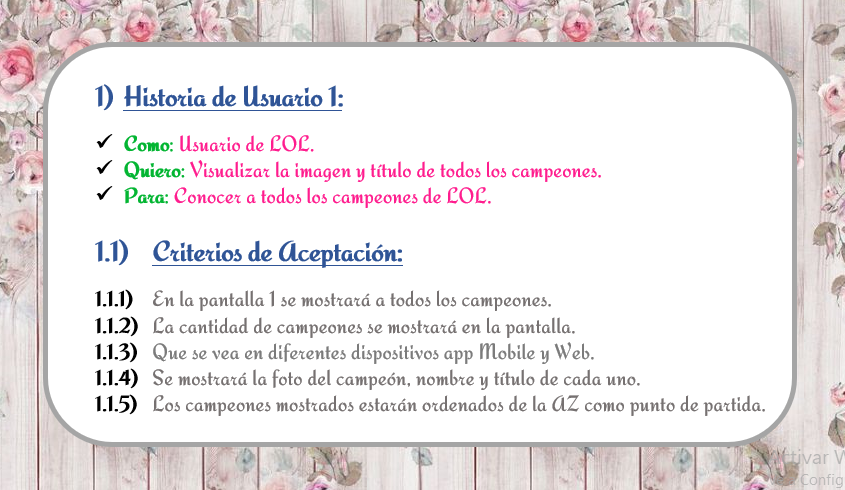 1) Historia de Usuario 1:
✓ Como: Usuario de LOL.
✓ Quiero: Visualizar la imagen y título de todos los campeones.
✓ Para: Conocer a todos los campeones de LOL.
1.1) Criterios de Aceptación:
1.1.1) En la pantalla 1 se mostrará a todos los campeones.
1.1.2) La cantidad de campeones se mostrará en la pantalla.
1.1.3) Que se vea en diferentes dispositivos app Mobile y Web.
1.1.4) Se mostrará la foto del campeón, nombre y título de cada uno.
1.1.5) Los campeones mostrados estarán ordenados de la AZ como punto de partida.